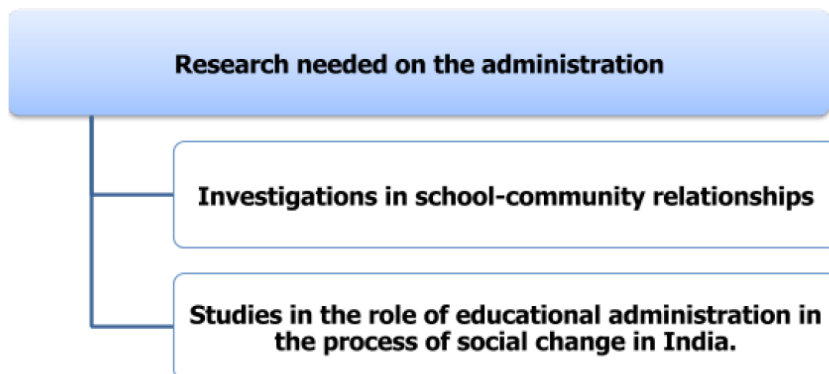 Research needed on the administration
Investigations in school-community relationships
Studies in the role of educational administration in
the process of social change in India.